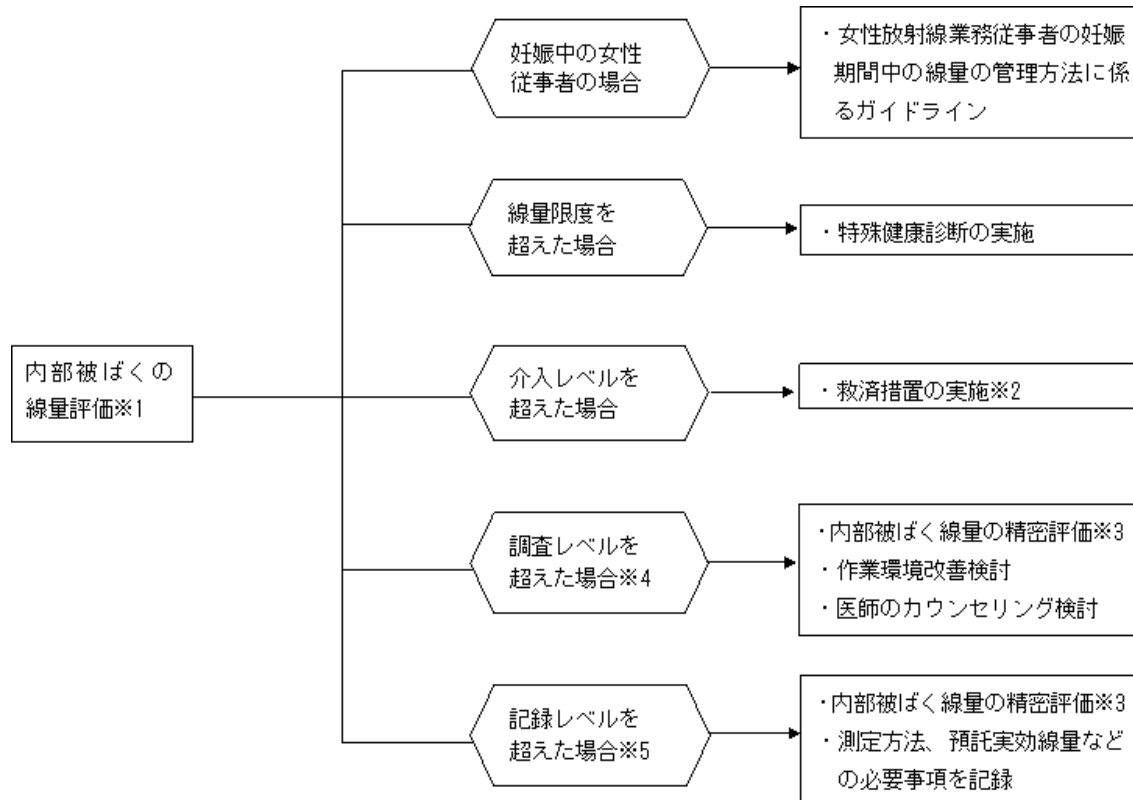 妊娠中の女性
従事者の場合
・女性放射線業務従事者の妊娠
期間中の線量の管理方法に係
るガイドライン
線量限度を
超えた場合
・特殊健康診断の実施
内部被ばくの
線量評価※1
介入レベルを
超えた場合
・救済措置の実施※2
調査レベルを
超えた場合※4
・内部被ばく線量の精密評価※3
・作業環境改善検討
・医師のカウンセリング検討
記録レベルを
超えた場合※5
・内部被ばく線量の精密評価※3
・測定方法、預託実効線量など
の必要事項を記録